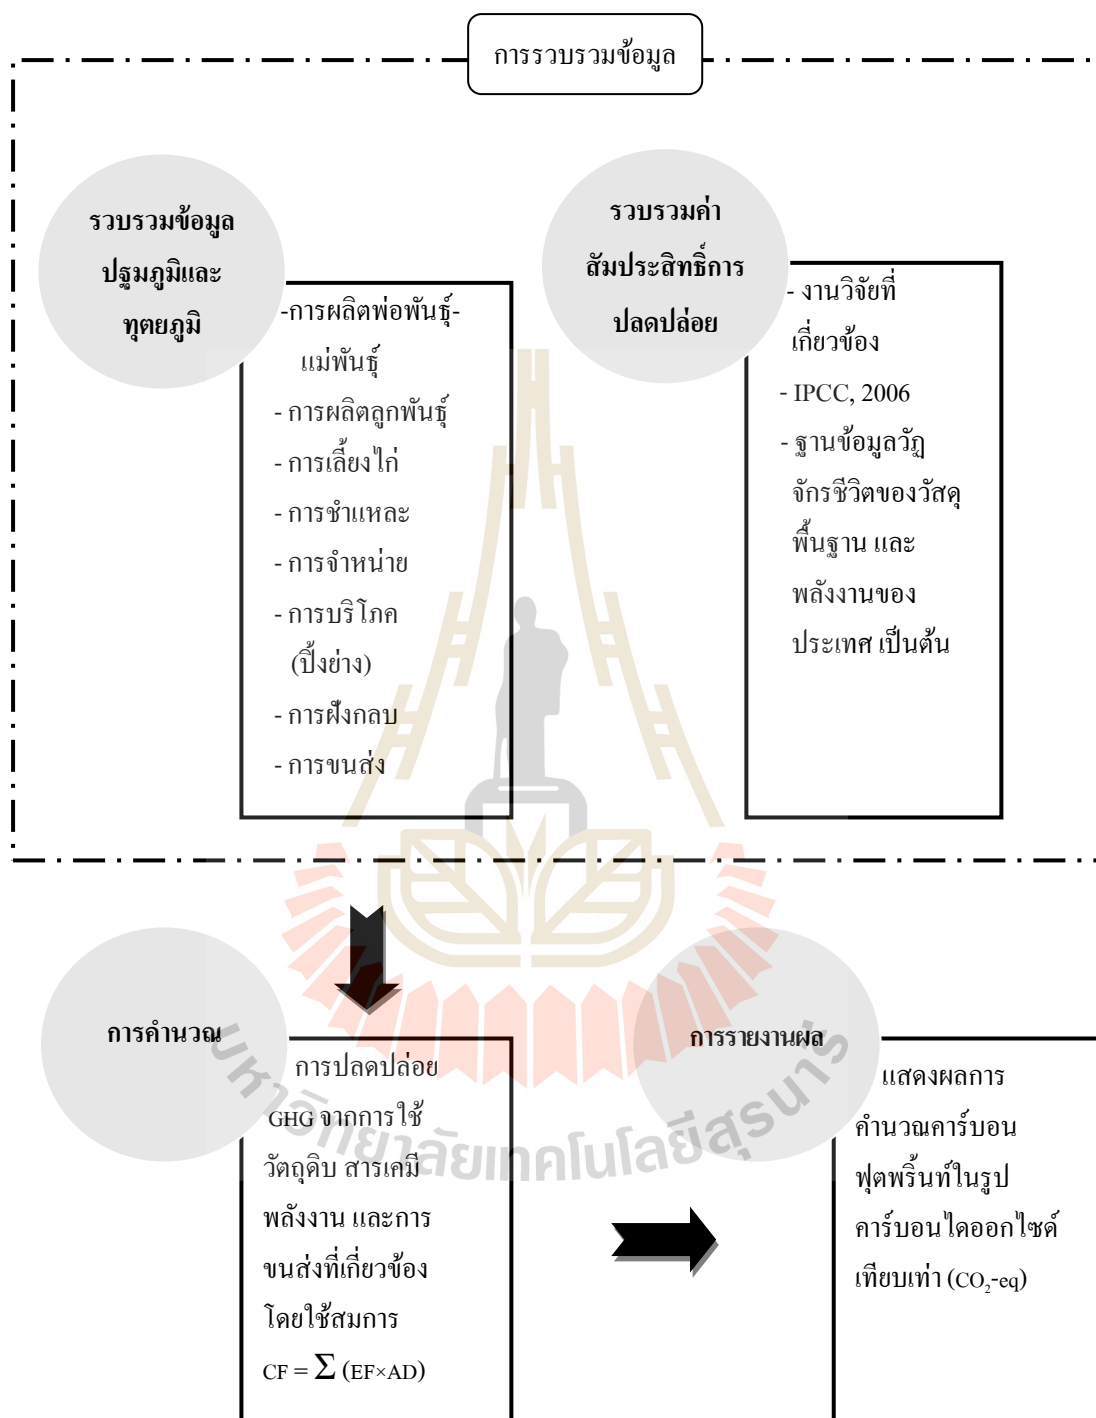 การรวบรวมข้อมูล
รวบรวมข้อมูล
ปฐมภูมิและ
ทุตยภูมิ
-การผลิตพ่อพันธุ์-
แม่พันธุ์
- การผลิตลูกพันธุ์
- การเลี้ยงไก่
- การชำแหละ
- การจำหน่าย
- การบริโภค
(ปิ้งย่าง)
- การฝังกลบ
- การขนส่ง
รวบรวมค่า
สัมประสิทธิ์การ
ปลดปล่อย
- งานวิจัยที่
เกี่ยวข้อง
- IPCC, 2006
- ฐานข้อมูลวัฏ
จักรชีวิตของวัสดุ
พื้นฐาน และ
พลังงานของ
ประเทศ เป็นต้น
การคำนวณ
การปลดปล่อย
GHG จากการใช้
วัตถุดิบ สารเคมี
พลังงาน และการ
ขนส่งที่เกี่ยวข้อง
โดยใช้สมการ
CF = Σ (EF×AD)
การรายงานผล
แสดงผลการ
คำนวณคาร์บอน
ฟุตพริ้นท์ในรูป
คาร์บอนไดออกไซด์
เทียบเท่า (CO₂-eq)
มหาวิทยาลัยเทคโนโลยีสุรนารี